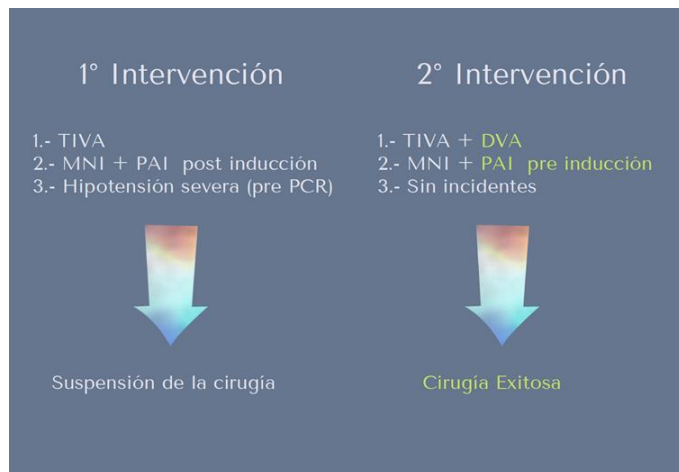 1° Intervención
1.- TIVA
2.- MNI + PAI post inducción
3.- Hipotensión severa (pre PCR)
Suspensión de la cirugía
2° Intervención
1.- TIVA + DVA
2.- MNI + PAI pre inducción
3.- Sin incidentes
Cirugía Exitosa